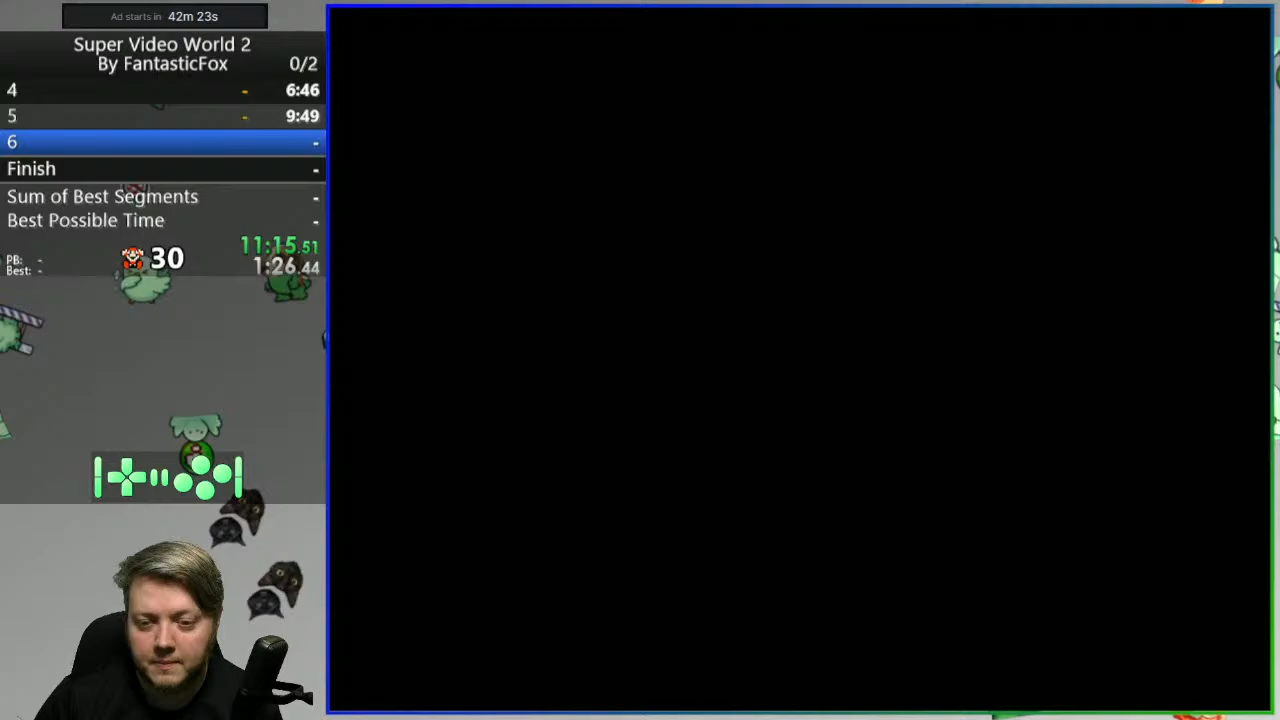 Ad starts in 42m 23s
Super Video World 2
By FantasticFox 0/2
4 - 6:46
5 - 9:49
6 -
Finish -
Sum of Best Segments -
Best Possible Time -
PB: -
Best: -
30
11:15.51
1:26.44